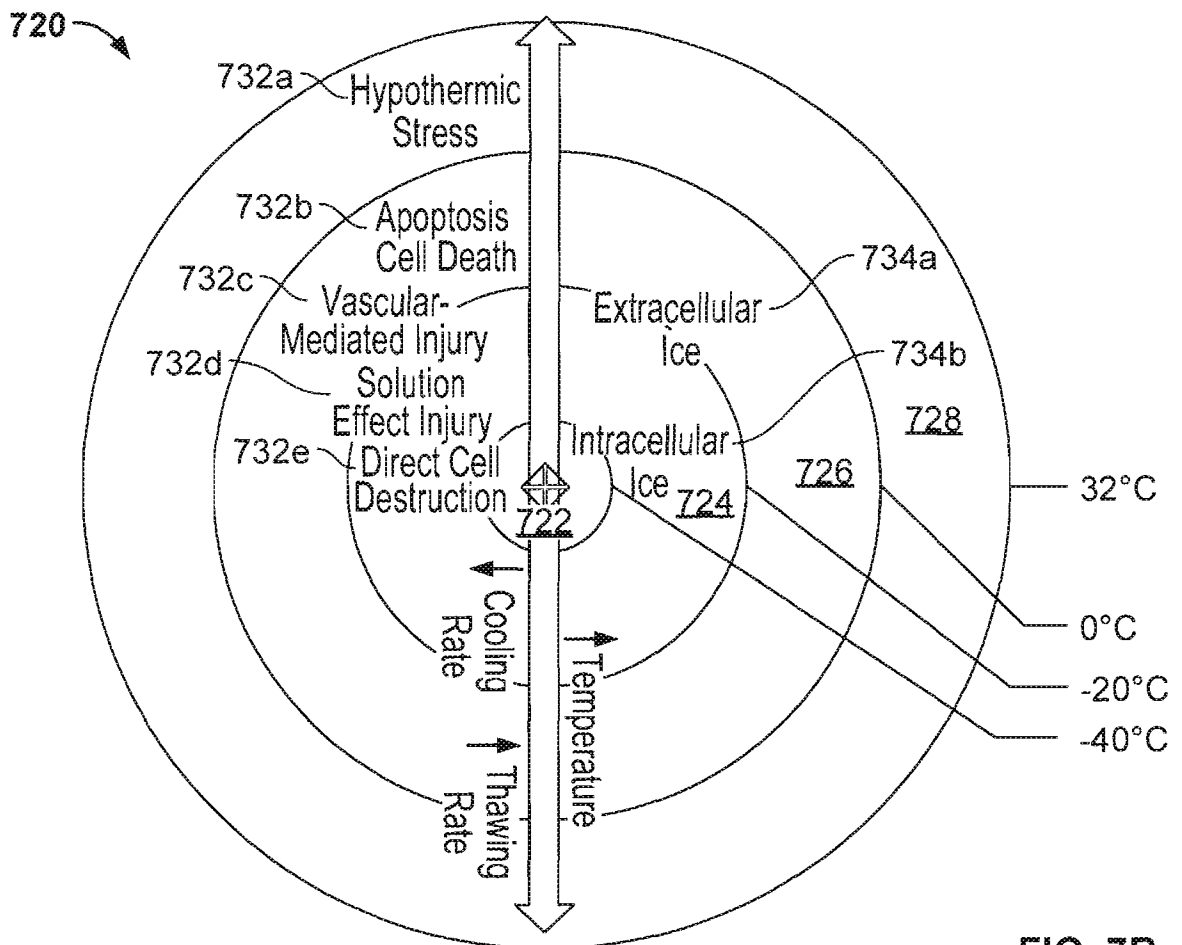 720
732a
Hypothermic
Stress
732b
Apoptosis
Cell Death
732c
Vascular-
Mediated Injury
732d
Solution
Effect Injury
732e
Direct Cell
Destruction
734a
Extracellular
Ice
734b
Intracellular
Ice
722
724
726
728
32°C
0°C
-20°C
-40°C
Cooling
Rate
Temperature
Thawing
Rate
FIG. 7B